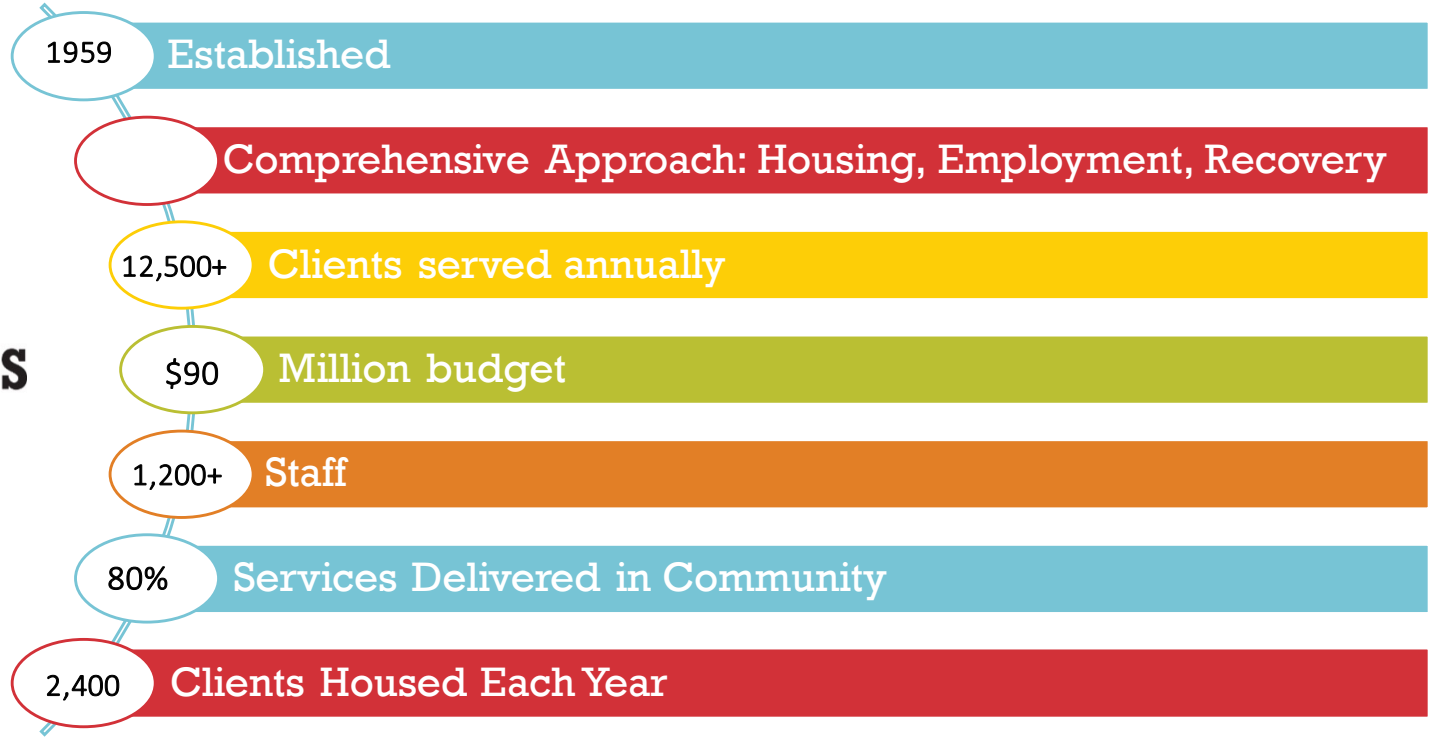 1959 Established
Comprehensive Approach: Housing, Employment, Recovery
12,500+ Clients served annually
s
$90 Million budget
1,200+ Staff
80% Services Delivered in Community
2,400 Clients Housed Each Year